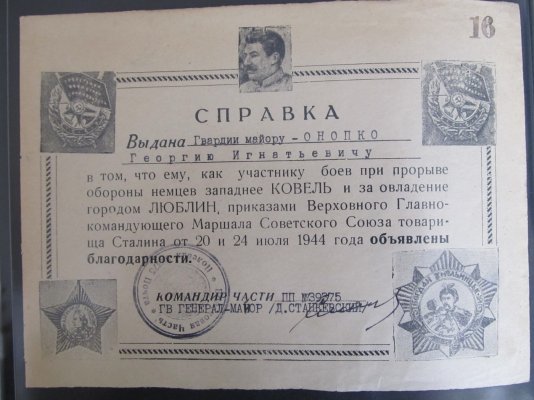 16
СПРАВКА
Выдана Гвардии майору - ОНОПКО
Георгию Игнатьевичу
в том, что ему, как участнику боев при прорыве
обороны немцев западнее КОВЕЛЬ и за овладение
городом ЛЮБЛИН, приказами Верховного Главно-
командующего Маршала Советского Союза товари-
ща Сталина от 20 и 24 июля 1944 года объявлены
благодарности.
КОМАНДИР ЧАСТИ ПП №39275
ГВ ГЕНЕРАЛ-МАЙОР /Д.СТАНКЕВСКИЙ/